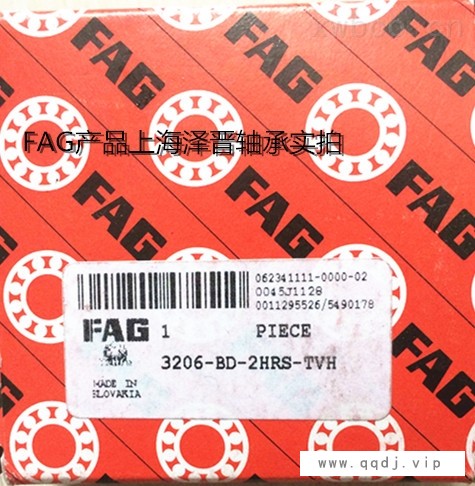 FAG
FAG
FAG
FAG产品上海泽晋轴承实拍
FAG
FAG
062341111-0000-02
0045J1128
0011295526/5490178
FAG 1 PIECE
3206-BD-2HRS-TVH
MADE IN
SLOVAKIA
FAG
www.qqdj.vip